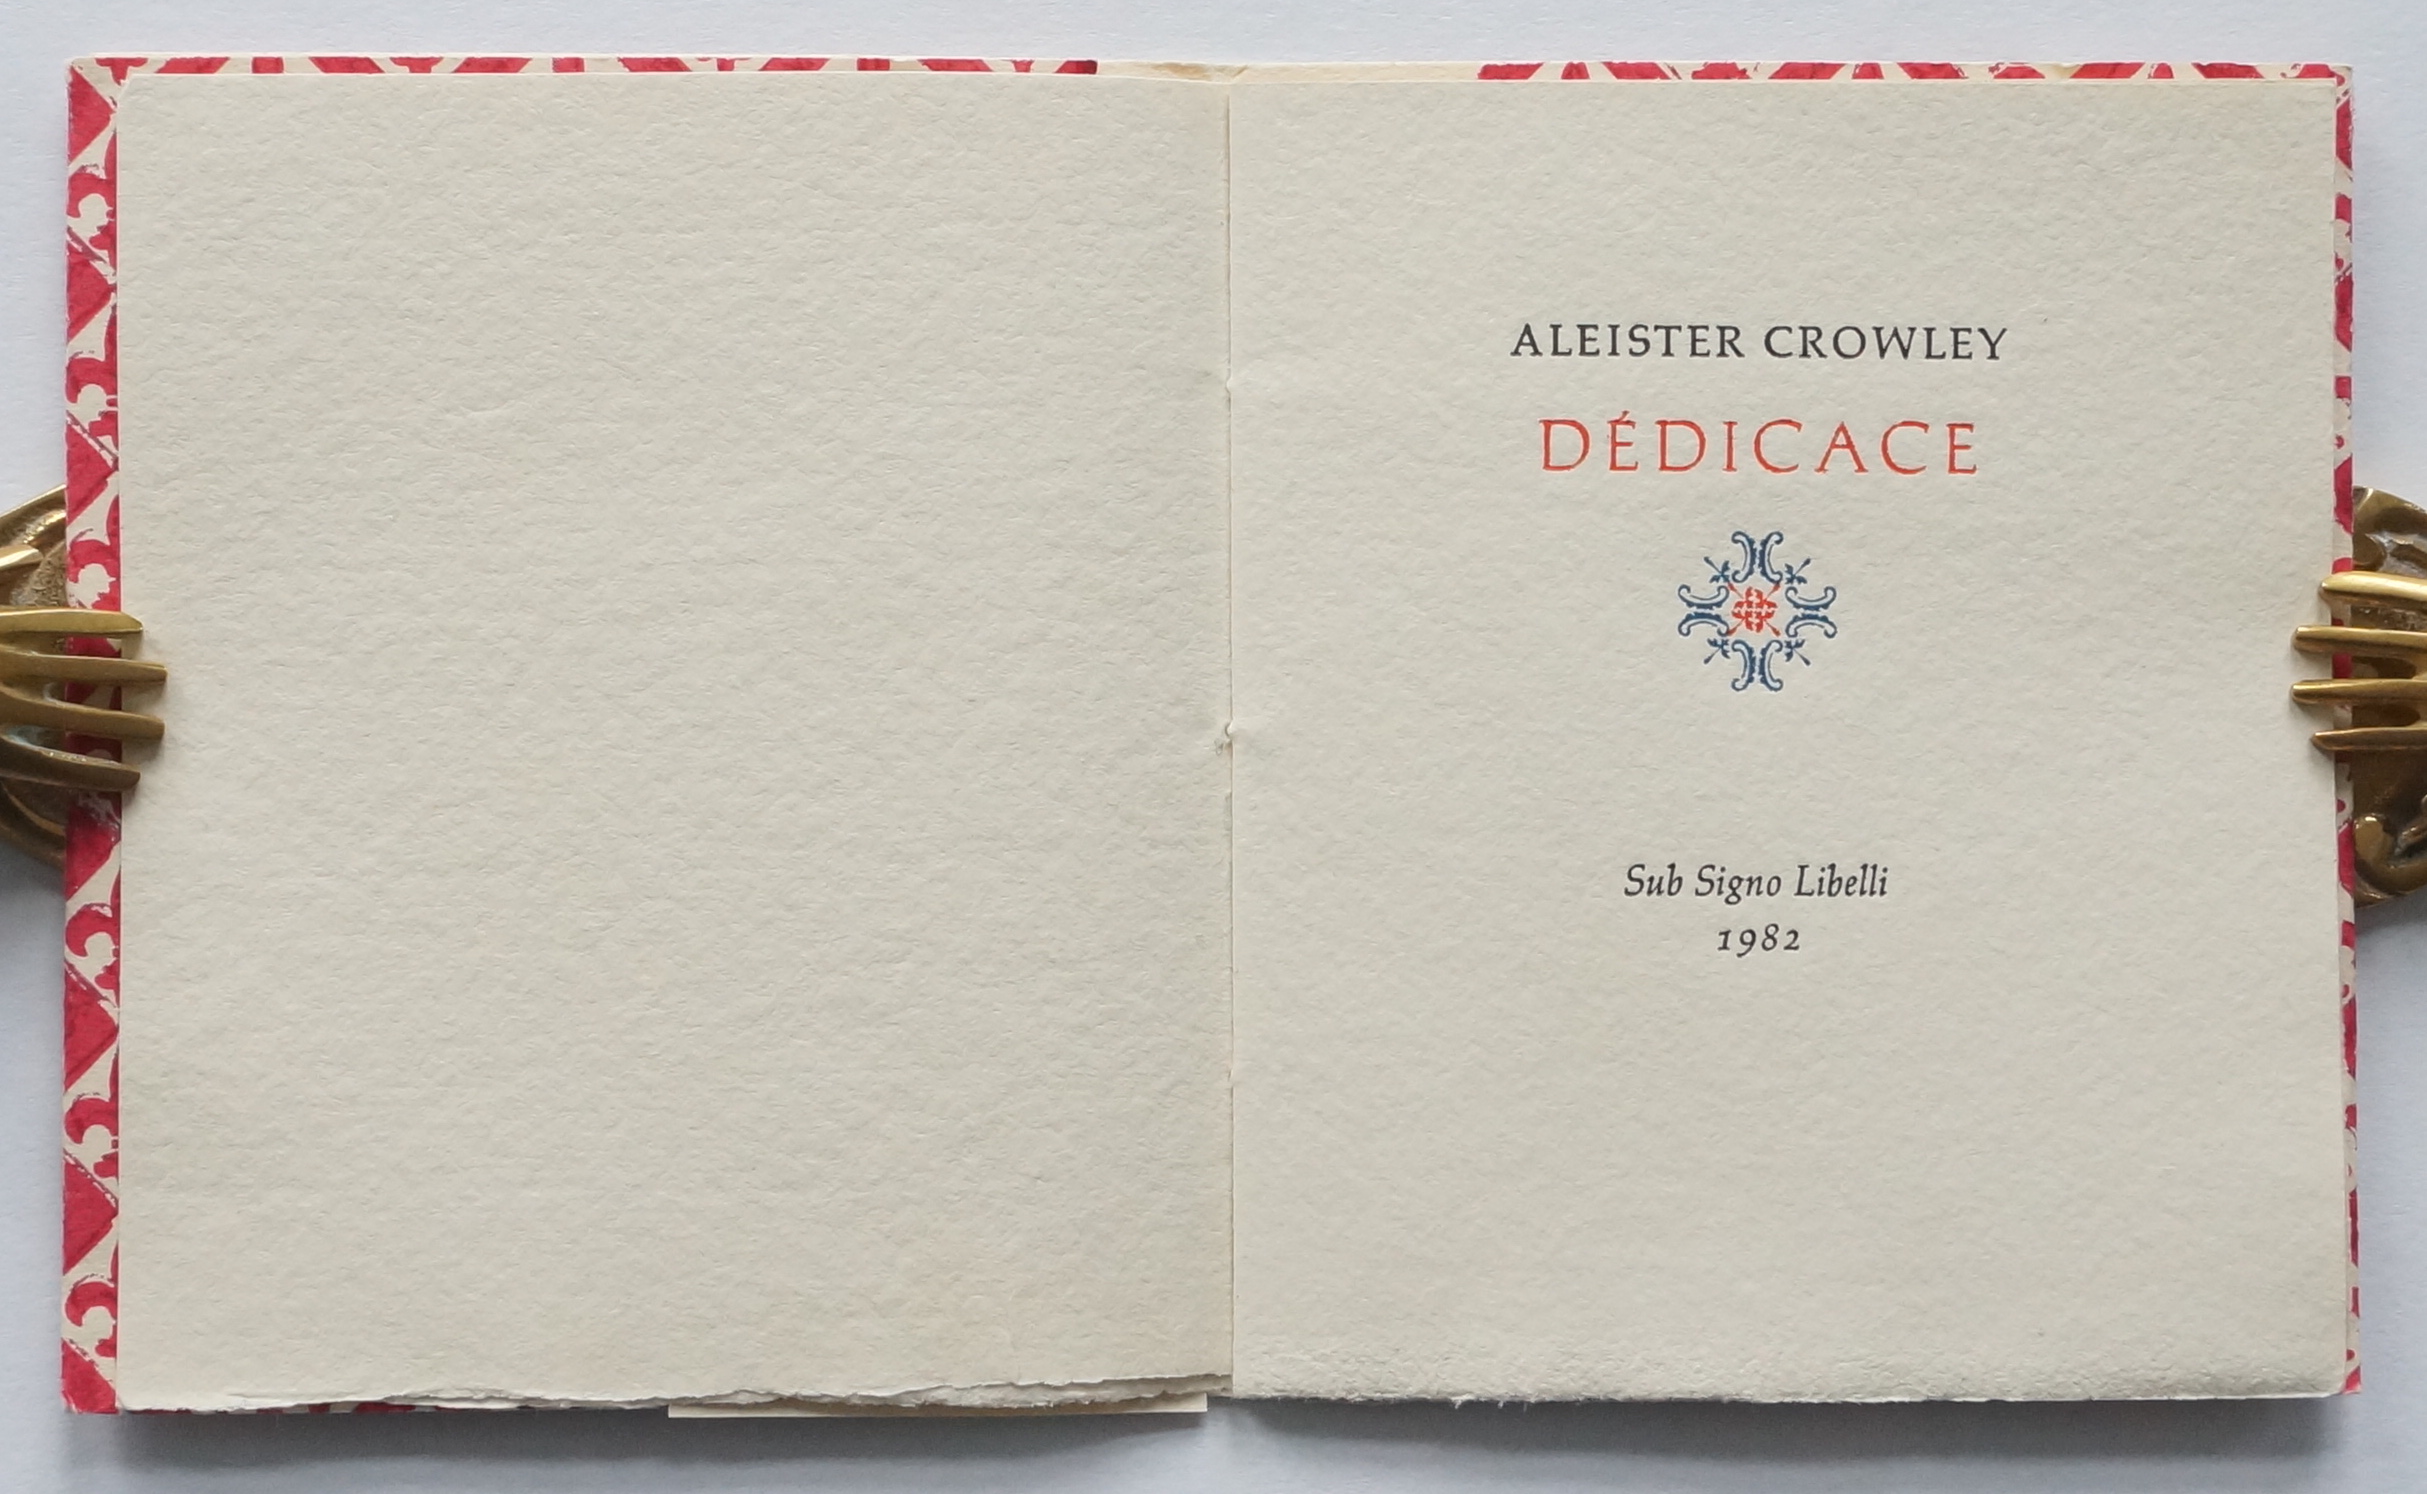 ALEISTER CROWLEY
DÉDICACE
Sub Signo Libelli
1982